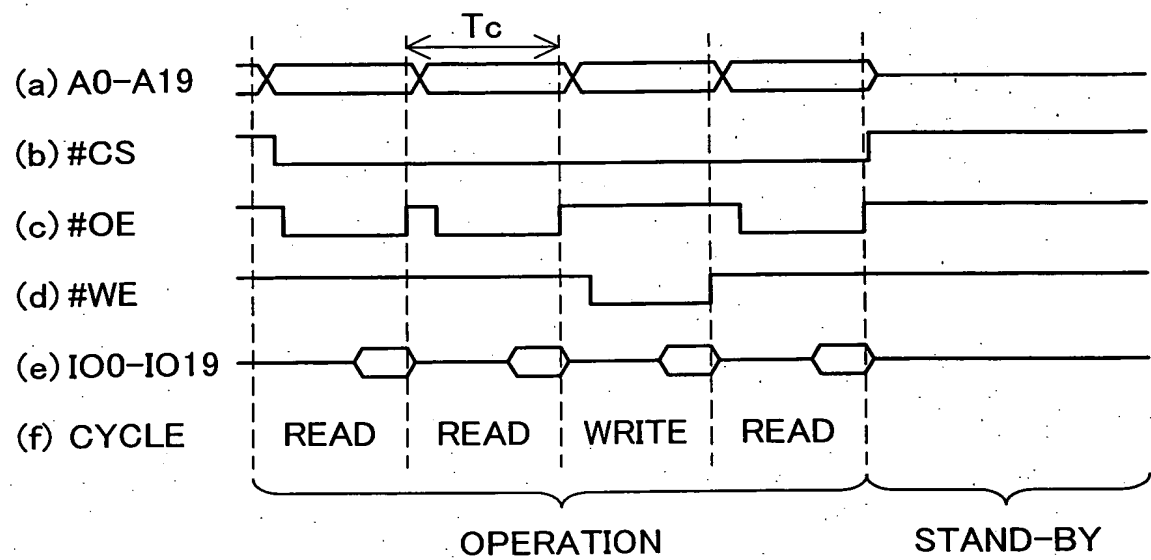 Tc
(a) A0-A19
(b) #CS
(c) #OE
(d) #WE
(e) IO0-IO19
(f) CYCLE READ READ WRITE READ
OPERATION STAND-BY